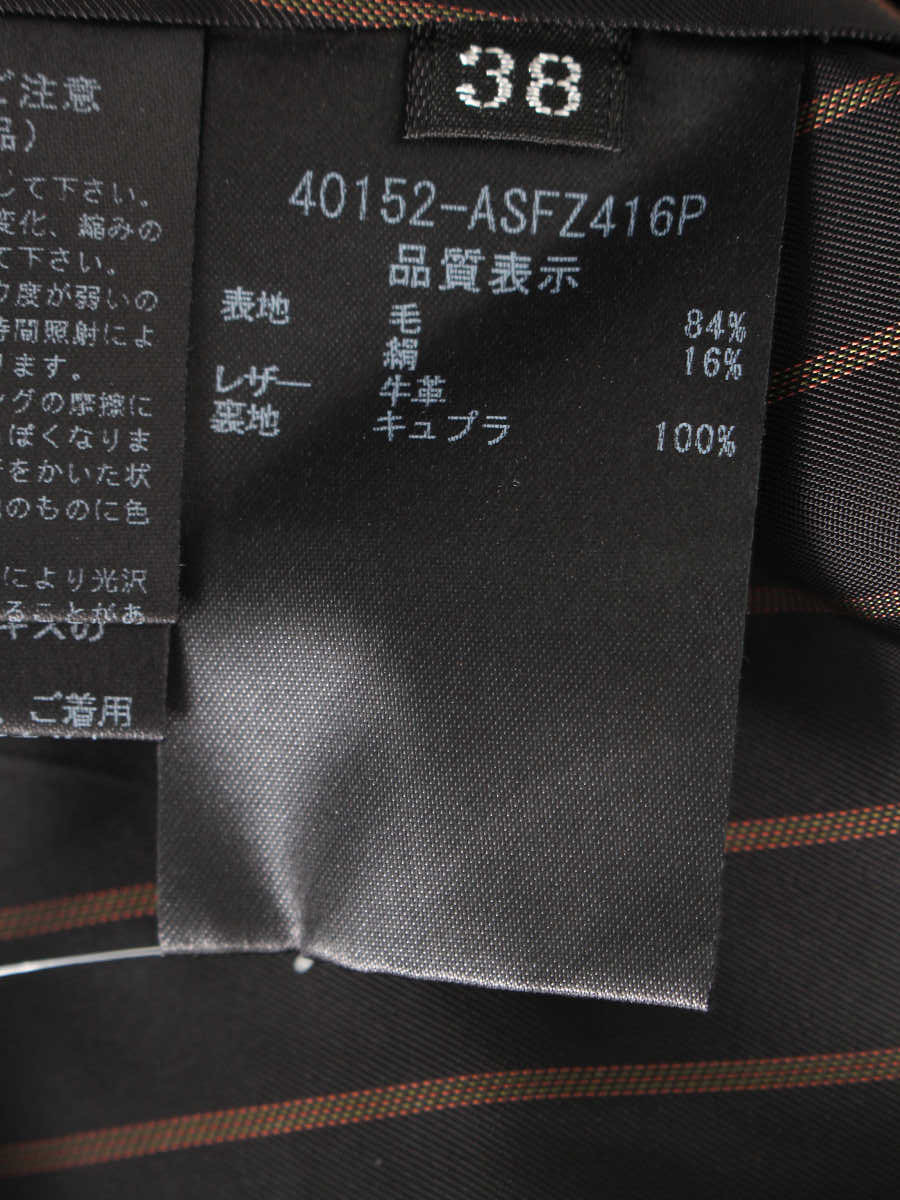 38
40152-ASFZ416P
品質表示
表地 毛 84%
絹 16%
レザー 牛革
裏地 キュプラ 100%
ご注意
品)
して下さい。
変化、縮みの
て下さい。
度が弱いの
時間照射によ
ります。
ングの摩擦に
ぽくなりま
をかいた状
のものに色
により光沢
ることがあ
ご着用